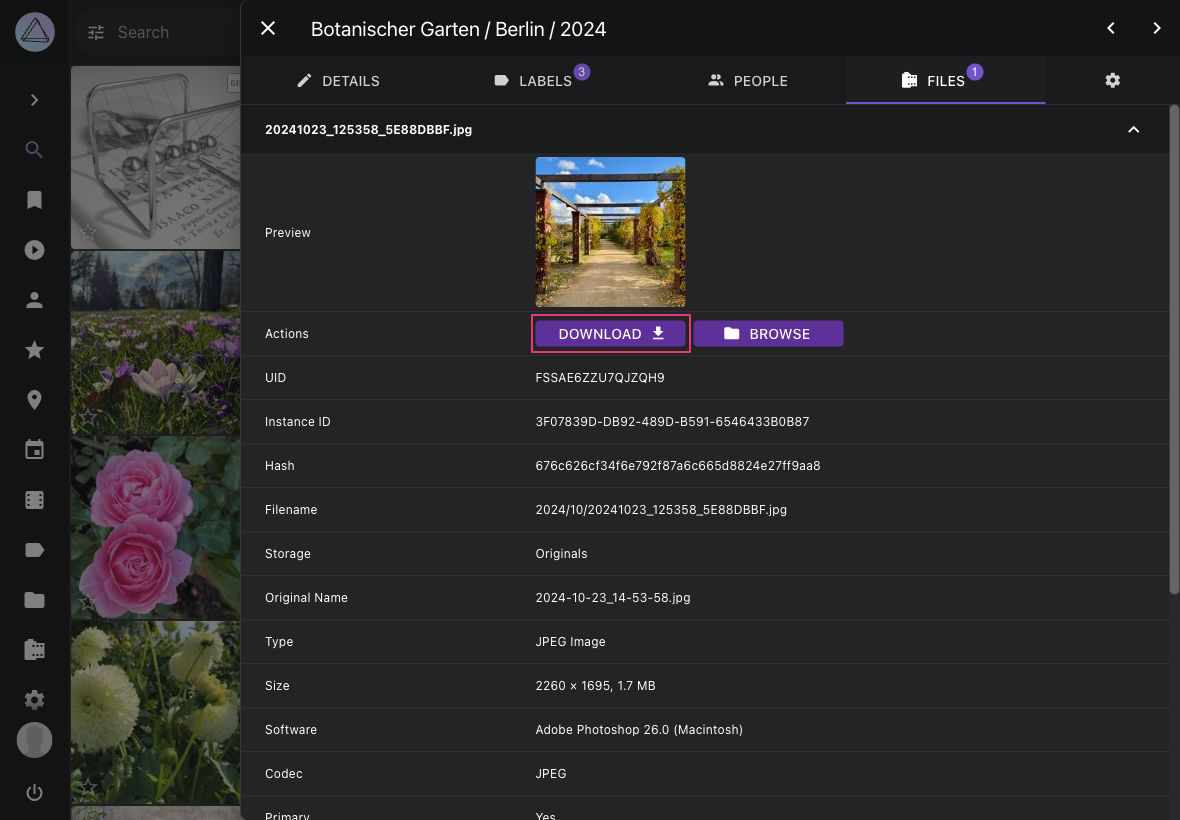 Search
Botanischer Garten / Berlin / 2024
DETAILS
LABELS 3
PEOPLE
FILES 1
20241023_125358_5E88DBBF.jpg
Preview
Actions
DOWNLOAD
BROWSE
UID
FSSAE6ZZU7QJZQH9
Instance ID
3F07839D-DB92-489D-B591-6546433B0B87
Hash
676c626cf34f6e792f87a6c665d8824e27ff9aa8
Filename
2024/10/20241023_125358_5E88DBBF.jpg
Storage
Originals
Original Name
2024-10-23_14-53-58.jpg
Type
JPEG Image
Size
2260 × 1695, 1.7 MB
Software
Adobe Photoshop 26.0 (Macintosh)
Codec
JPEG
Primary
Yes